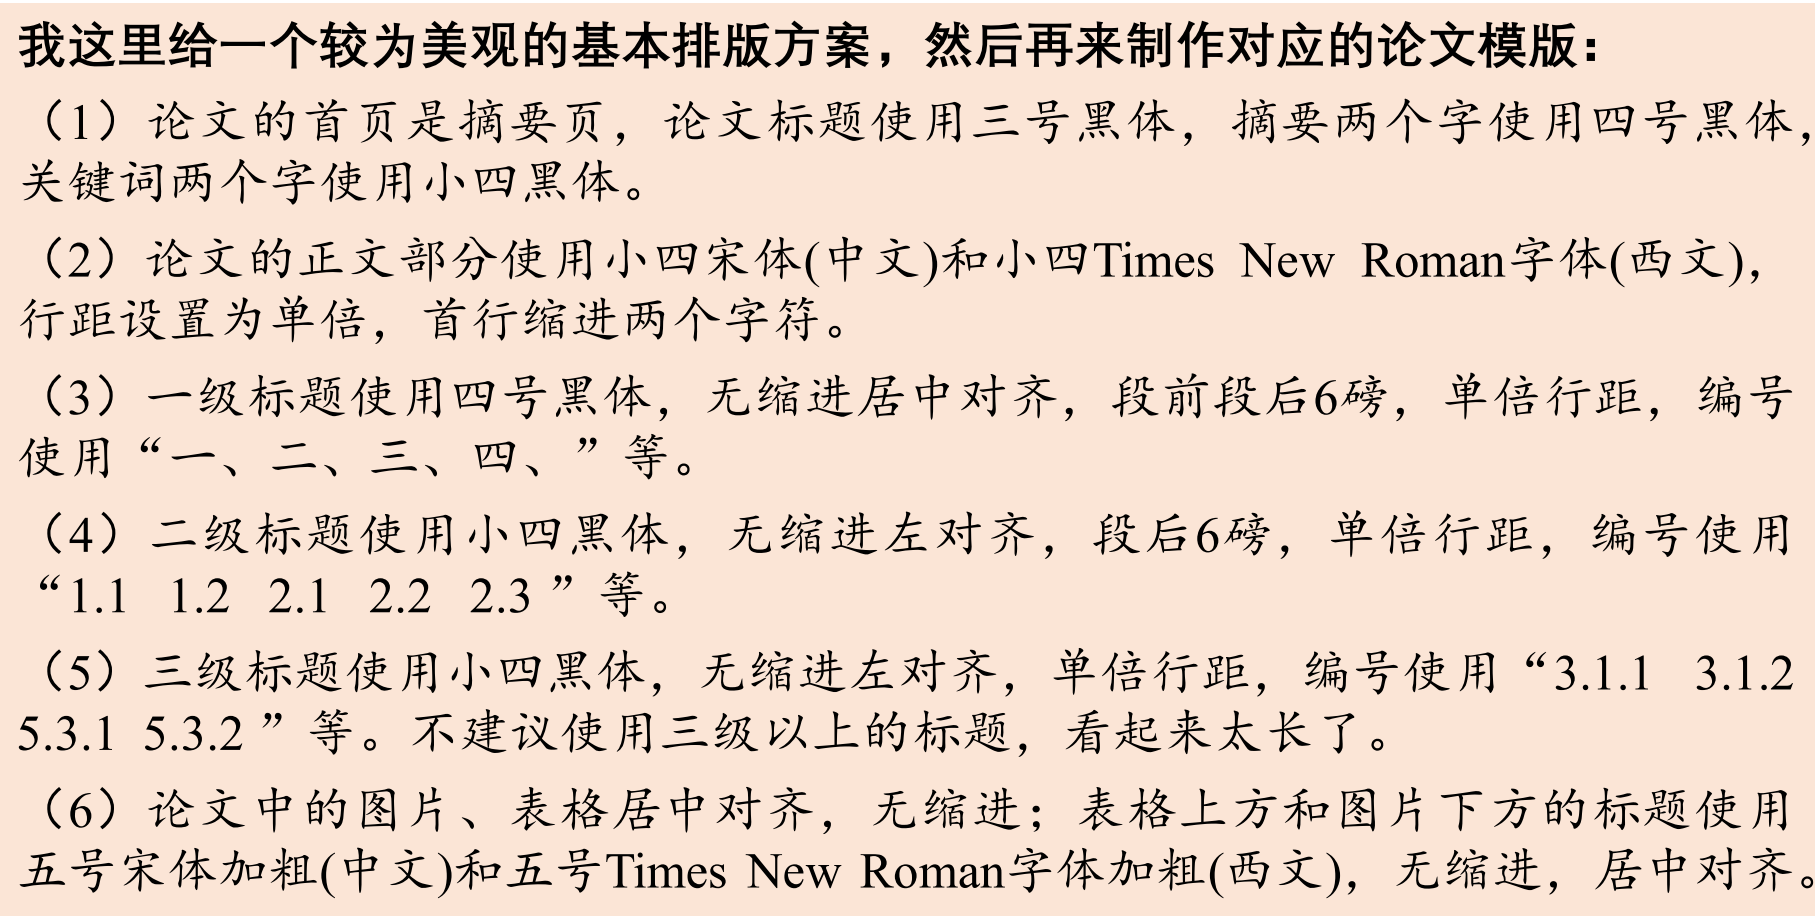 我这里给一个较为美观的基本排版方案，然后再来制作对应的论文模版：
（1）论文的首页是摘要页，论文标题使用三号黑体，摘要两个字使用四号黑体，
关键词两个字使用小四黑体。
（2）论文的正文部分使用小四宋体(中文)和小四Times New Roman字体(西文)，
行距设置为单倍，首行缩进两个字符。
（3）一级标题使用四号黑体，无缩进居中对齐，段前段后6磅，单倍行距，编号
使用“一、二、三、四、”等。
（4）二级标题使用小四黑体，无缩进左对齐，段后6磅，单倍行距，编号使用
“1.1 1.2 2.1 2.2 2.3 ”等。
（5）三级标题使用小四黑体，无缩进左对齐，单倍行距，编号使用“3.1.1 3.1.2
5.3.1 5.3.2 ”等。不建议使用三级以上的标题，看起来太长了。
（6）论文中的图片、表格居中对齐，无缩进；表格上方和图片下方的标题使用
五号宋体加粗(中文)和五号Times New Roman字体加粗(西文)，无缩进，居中对齐。